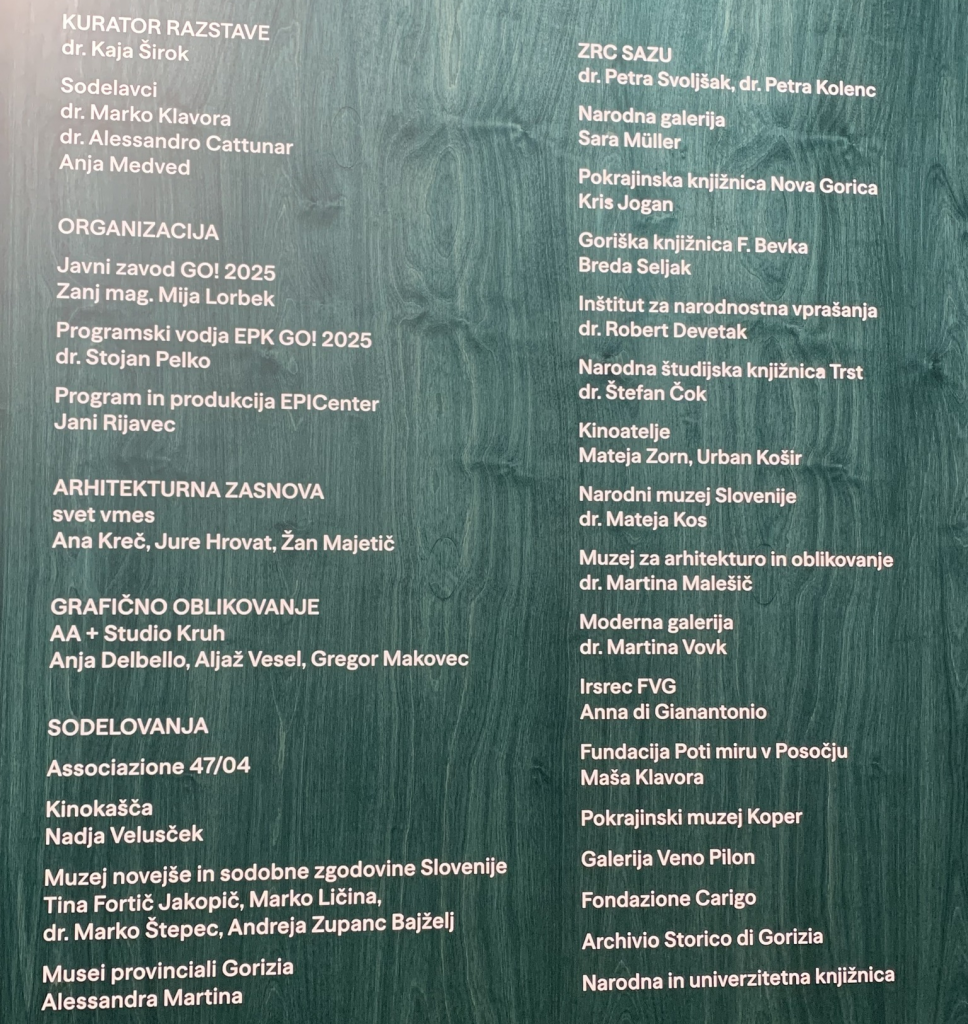 KURATOR RAZSTAVE
dr. Kaja Širok
Sodelavci
dr. Marko Klavora
dr. Alessandro Cattunar
Anja Medved
ORGANIZACIJA
Javni zavod GO! 2025
Zanj mag. Mija Lorbek
Programski vodja EPK GO! 2025
dr. Stojan Pelko
Program in produkcija EPICenter
Jani Rijavec
ARHITEKTURNA ZASNOVA
svet vmes
Ana Kreč, Jure Hrovat, Žan Majetič
GRAFIČNO OBLIKOVANJE
AA + Studio Kruh
Anja Delbello, Aljaž Vesel, Gregor Makovec
SODELOVANJA
Associazione 47/04
Kinokašča
Nadja Velusček
Muzej novejše in sodobne zgodovine Slovenije
Tina Fortič Jakopič, Marko Ličina,
dr. Marko Štepec, Andreja Zupanc Bajželj
Musei provinciali Gorizia
Alessandra Martina
ZRC SAZU
dr. Petra Svoljšak, dr. Petra Kolenc
Narodna galerija
Sara Müller
Pokrajinska knjižnica Nova Gorica
Kris Jogan
Goriška knjižnica F. Bevka
Breda Seljak
Inštitut za narodnostna vprašanja
dr. Robert Devetak
Narodna študijska knjižnica Trst
dr. Štefan Čok
Kinoatelje
Mateja Zorn, Urban Košir
Narodni muzej Slovenije
dr. Mateja Kos
Muzej za arhitekturo in oblikovanje
dr. Martina Malešič
Moderna galerija
dr. Martina Vovk
Irsrec FVG
Anna di Gianantonio
Fundacija Poti miru v Posočju
Maša Klavora
Pokrajinski muzej Koper
Galerija Veno Pilon
Fondazione Carigo
Archivio Storico di Gorizia
Narodna in univerzitetna knjižnica